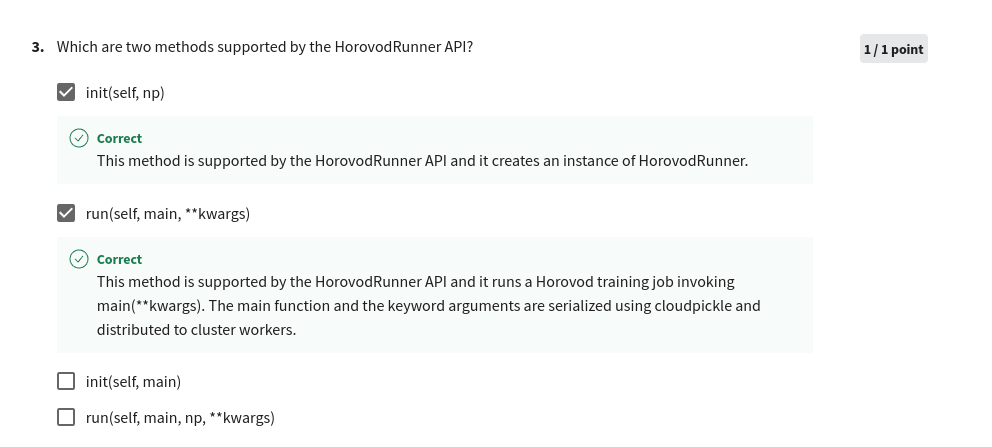 3. Which are two methods supported by the HorovodRunner API?
1 / 1 point
init(self, np)
Correct
This method is supported by the HorovodRunner API and it creates an instance of HorovodRunner.
run(self, main, **kwargs)
Correct
This method is supported by the HorovodRunner API and it runs a Horovod training job invoking
main(**kwargs). The main function and the keyword arguments are serialized using cloudpickle and
distributed to cluster workers.
init(self, main)
run(self, main, np, **kwargs)